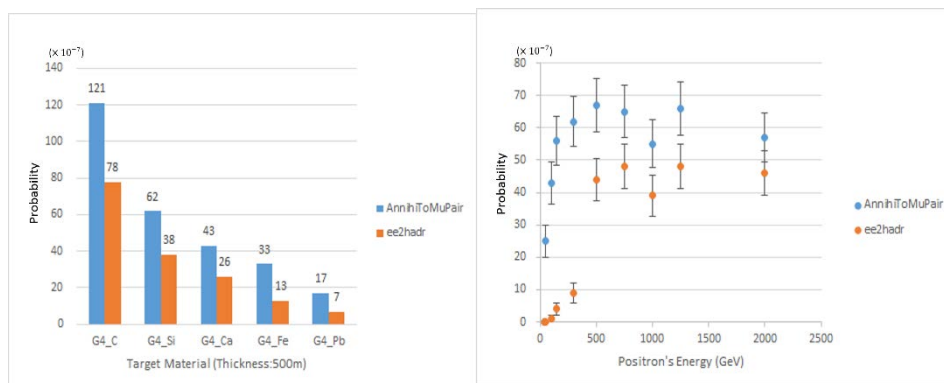 (× 10⁻⁷)
140
120
100
80
60
40
20
0
Probability
121
78
62
38
43
26
33
13
17
7
G4_C
G4_Si
G4_Ca
G4_Fe
G4_Pb
Target Material (Thickness:500m)
AnnihiToMuPair
ee2hadr
(× 10⁻⁷)
80
70
60
50
40
30
20
10
0
Probability
0
500
1000
1500
2000
2500
Positron's Energy (GeV)
AnnihiToMuPair
ee2hadr